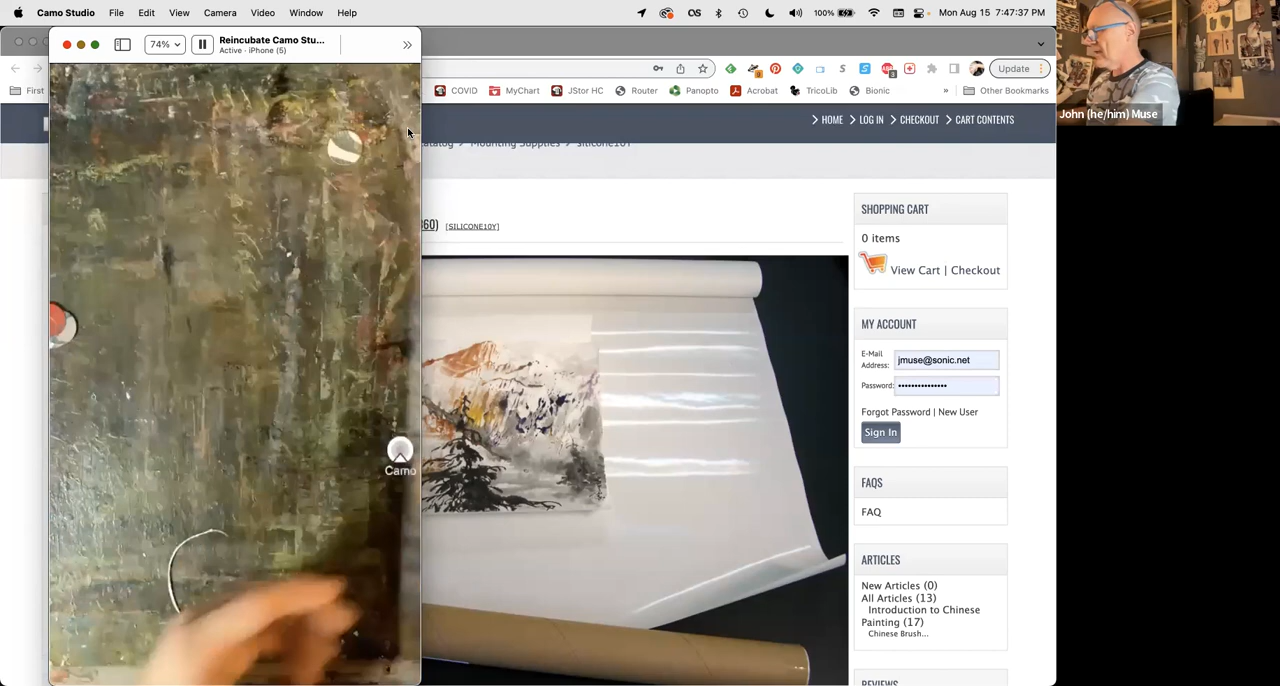 Camo Studio File Edit View Camera Video Window Help
100% Mon Aug 15 7:47:37 PM
74% Reincubate Camo Stu...
Active - iPhone (5)
Update
First COVID MyChart JStor HC Router Panopto Acrobat TricoLib Bionic » Other Bookmarks
HOME LOG IN CHECKOUT CART CONTENTS
John (he/him) Muse
Mounting Supplies
60) [SILICONE10Y]
SHOPPING CART
0 items
View Cart | Checkout
MY ACCOUNT
E-Mail
Address:
jmuse@sonic.net
Password: •••••••••••••••
Forgot Password | New User
Sign In
Camo
FAQS
FAQ
ARTICLES
New Articles (0)
All Articles (13)
Introduction to Chinese
Painting (17)
Chinese Brush...
REVIEWS